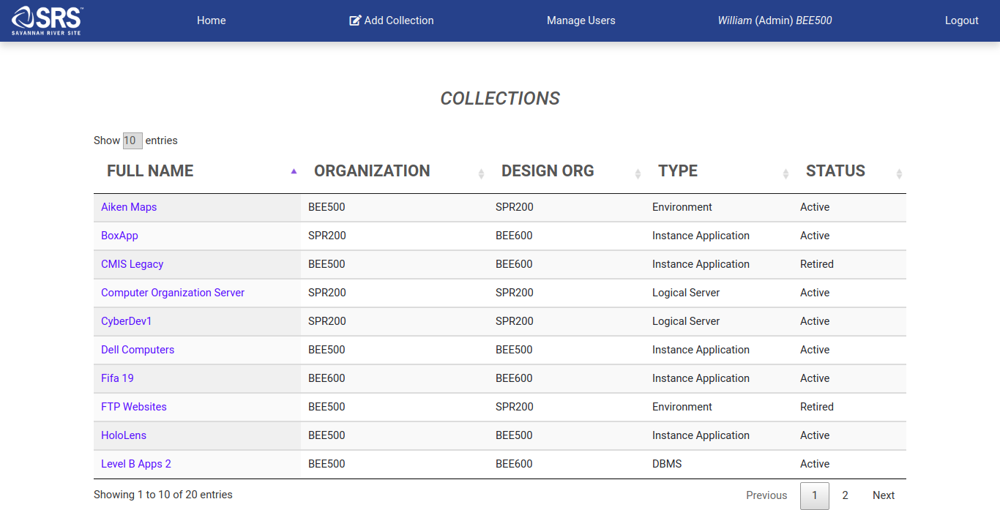 SRS™
SAVANNAH RIVER SITE
Home
Add Collection
Manage Users
William (Admin) BEE500
Logout
COLLECTIONS
Show 10 entries
FULL NAME ORGANIZATION DESIGN ORG TYPE STATUS
Aiken Maps BEE500 SPR200 Environment Active
BoxApp SPR200 BEE600 Instance Application Active
CMIS Legacy BEE500 BEE600 Instance Application Retired
Computer Organization Server SPR200 SPR200 Logical Server Active
CyberDev1 SPR200 SPR200 Logical Server Active
Dell Computers BEE500 BEE500 Instance Application Active
Fifa 19 BEE600 BEE600 Instance Application Active
FTP Websites BEE500 SPR200 Environment Retired
HoloLens BEE500 BEE500 Instance Application Active
Level B Apps 2 BEE500 BEE600 DBMS Active
Showing 1 to 10 of 20 entries
Previous 1 2 Next